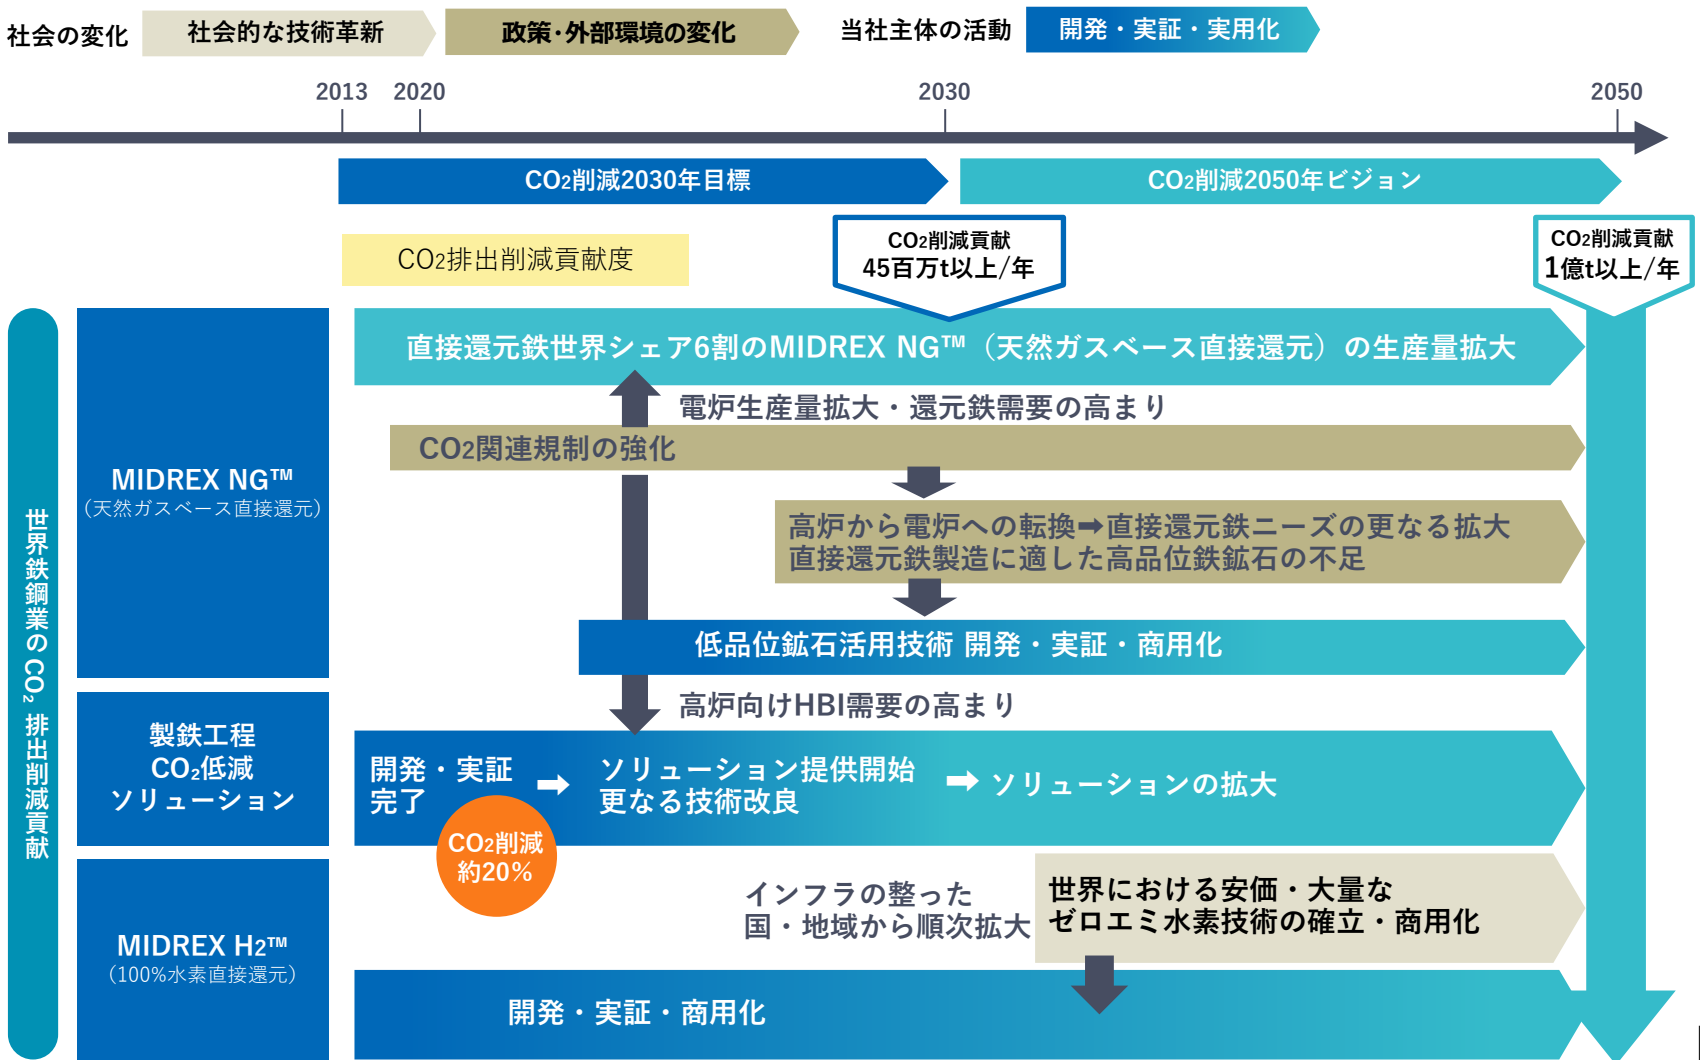 社会の変化
社会的な技術革新
政策・外部環境の変化
当社主体の活動
開発・実証・実用化
2013
2020
2030
2050
CO2削減2030年目標
CO2削減2050年ビジョン
CO2排出削減貢献度
CO2削減貢献
45百万t以上/年
CO2削減貢献
1億t以上/年
世界鉄鋼業のCO₂排出削減貢献
MIDREX NG™
(天然ガスベース直接還元)
直接還元鉄世界シェア6割のMIDREX NG™（天然ガスベース直接還元）の生産量拡大
電炉生産量拡大・還元鉄需要の高まり
CO2関連規制の強化
高炉から電炉への転換➡直接還元鉄ニーズの更なる拡大
直接還元鉄製造に適した高品位鉄鉱石の不足
低品位鉱石活用技術 開発・実証・商用化
高炉向けHBI需要の高まり
製鉄工程
CO₂低減
ソリューション
開発・実証
完了
➡
ソリューション提供開始
更なる技術改良
➡
ソリューションの拡大
CO2削減
約20%
MIDREX H2™
(100%水素直接還元)
インフラの整った
国・地域から順次拡大
世界における安価・大量な
ゼロエミ水素技術の確立・商用化
開発・実証・商用化